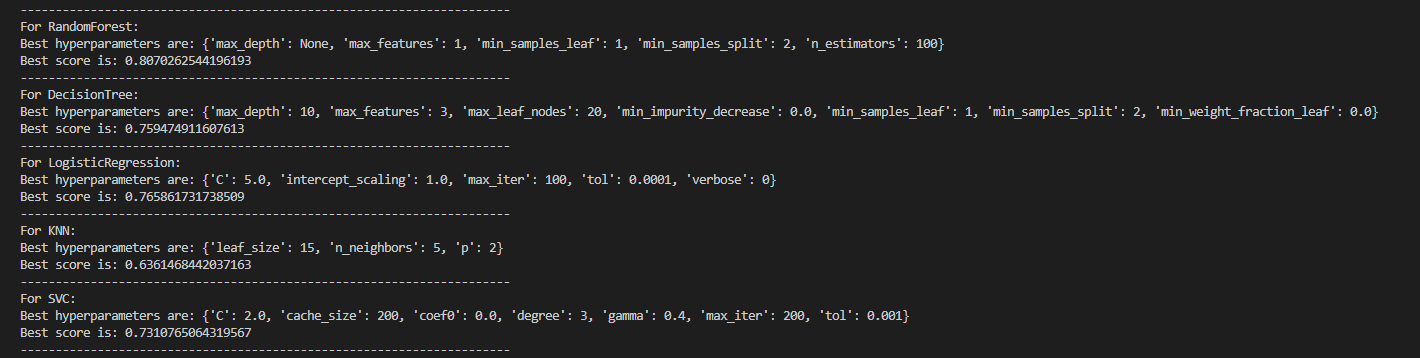 ----------------------------------------------------------------------
For RandomForest:
Best hyperparameters are: {'max_depth': None, 'max_features': 1, 'min_samples_leaf': 1, 'min_samples_split': 2, 'n_estimators': 100}
Best score is: 0.8070262544196193
----------------------------------------------------------------------
For DecisionTree:
Best hyperparameters are: {'max_depth': 10, 'max_features': 3, 'max_leaf_nodes': 20, 'min_impurity_decrease': 0.0, 'min_samples_leaf': 1, 'min_samples_split': 2, 'min_weight_fraction_leaf': 0.0}
Best score is: 0.759474911607613
----------------------------------------------------------------------
For LogisticRegression:
Best hyperparameters are: {'C': 5.0, 'intercept_scaling': 1.0, 'max_iter': 100, 'tol': 0.0001, 'verbose': 0}
Best score is: 0.765861731738509
----------------------------------------------------------------------
For KNN:
Best hyperparameters are: {'leaf_size': 15, 'n_neighbors': 5, 'p': 2}
Best score is: 0.6361468442037163
----------------------------------------------------------------------
For SVC:
Best hyperparameters are: {'C': 2.0, 'cache_size': 200, 'coef0': 0.0, 'degree': 3, 'gamma': 0.4, 'max_iter': 200, 'tol': 0.001}
Best score is: 0.7310765064319567
----------------------------------------------------------------------